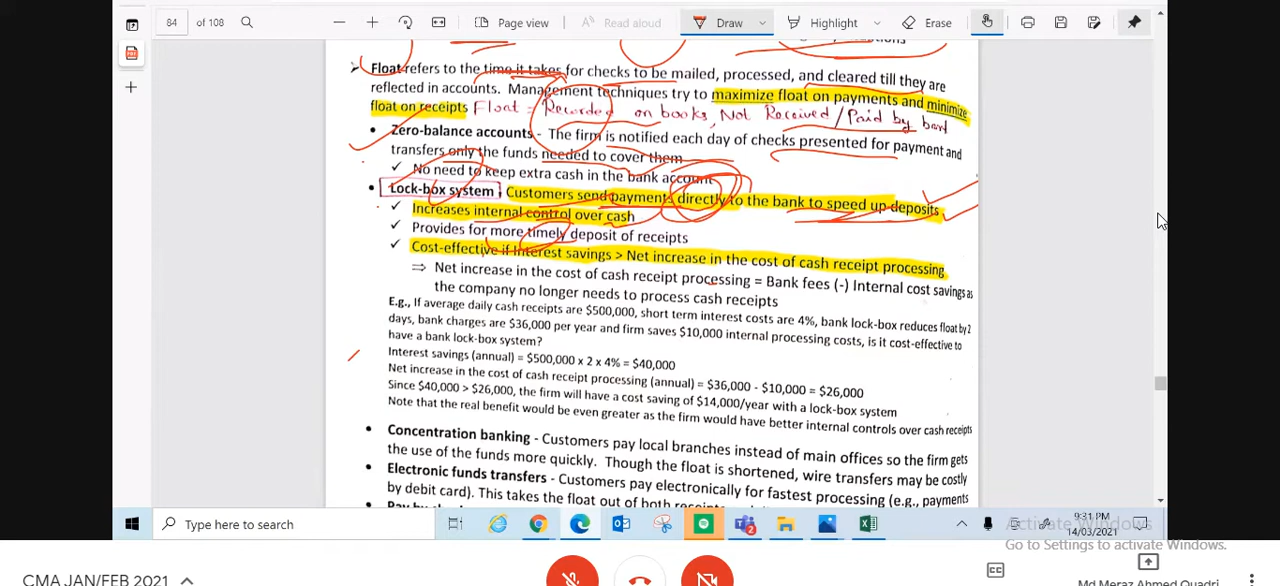 84 of 108 Page view Read aloud Draw Highlight Erase
➤ Float refers to the time it takes for checks to be mailed, processed, and cleared till they are
reflected in accounts. Management techniques try to maximize float on payments and minimize
float on receipts Float = Recorded on books, Not Received/Paid by bank
• Zero-balance accounts - The firm is notified each day of checks presented for payment and
transfers only the funds needed to cover them
✓ No need to keep extra cash in the bank account
• Lock-box system: Customers send payment directly to the bank to speed up deposits
✓ Increases internal control over cash
✓ Provides for more timely deposit of receipts
✓ Cost-effective if Interest savings > Net increase in the cost of cash receipt processing
⇒ Net increase in the cost of cash receipt processing = Bank fees (-) Internal cost savings as
the company no longer needs to process cash receipts
E.g., If average daily cash receipts are $500,000, short term interest costs are 4%, bank lock-box reduces float by 2
days, bank charges are $36,000 per year and firm saves $10,000 internal processing costs, is it cost-effective to
have a bank lock-box system?
Interest savings (annual) = $500,000 x 2 x 4% = $40,000
Net increase in the cost of cash receipt processing (annual) = $36,000 - $10,000 = $26,000
Since $40,000 > $26,000, the firm will have a cost saving of $14,000/year with a lock-box system
Note that the real benefit would be even greater as the firm would have better internal controls over cash receipts
• Concentration banking - Customers pay local branches instead of main offices so the firm gets
the use of the funds more quickly. Though the float is shortened, wire transfers may be costly
• Electronic funds transfers - Customers pay electronically for fastest processing (e.g., payments
by debit card). This takes the float out of both
Type here to search
9:31 PM
14/03/2021
Activate Windows
Go to Settings to activate Windows.
CMA JAN/FEB 2021
Md Meraz Ahmed Quadri